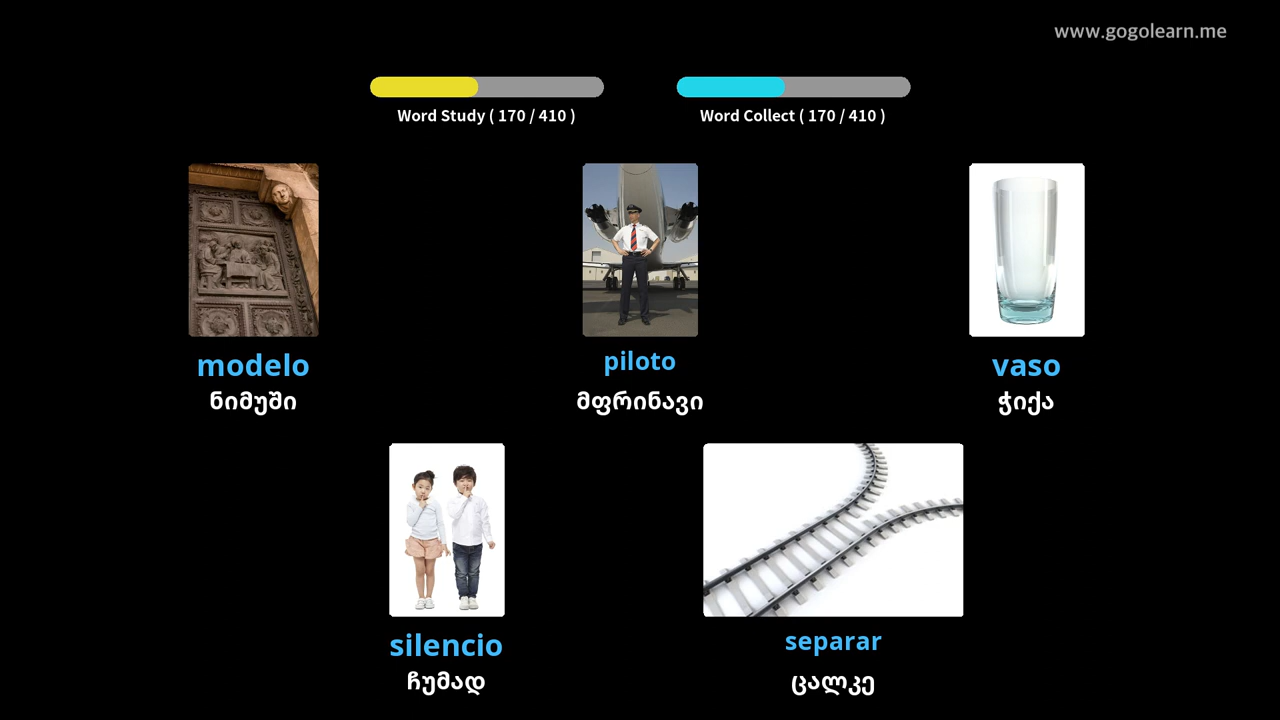 www.gogolearn.me
Word Study ( 170 / 410 )
Word Collect ( 170 / 410 )
modelo
ნიმუში
piloto
მფრინავი
vaso
ჭიქა
silencio
ჩუმად
separar
ცალკე